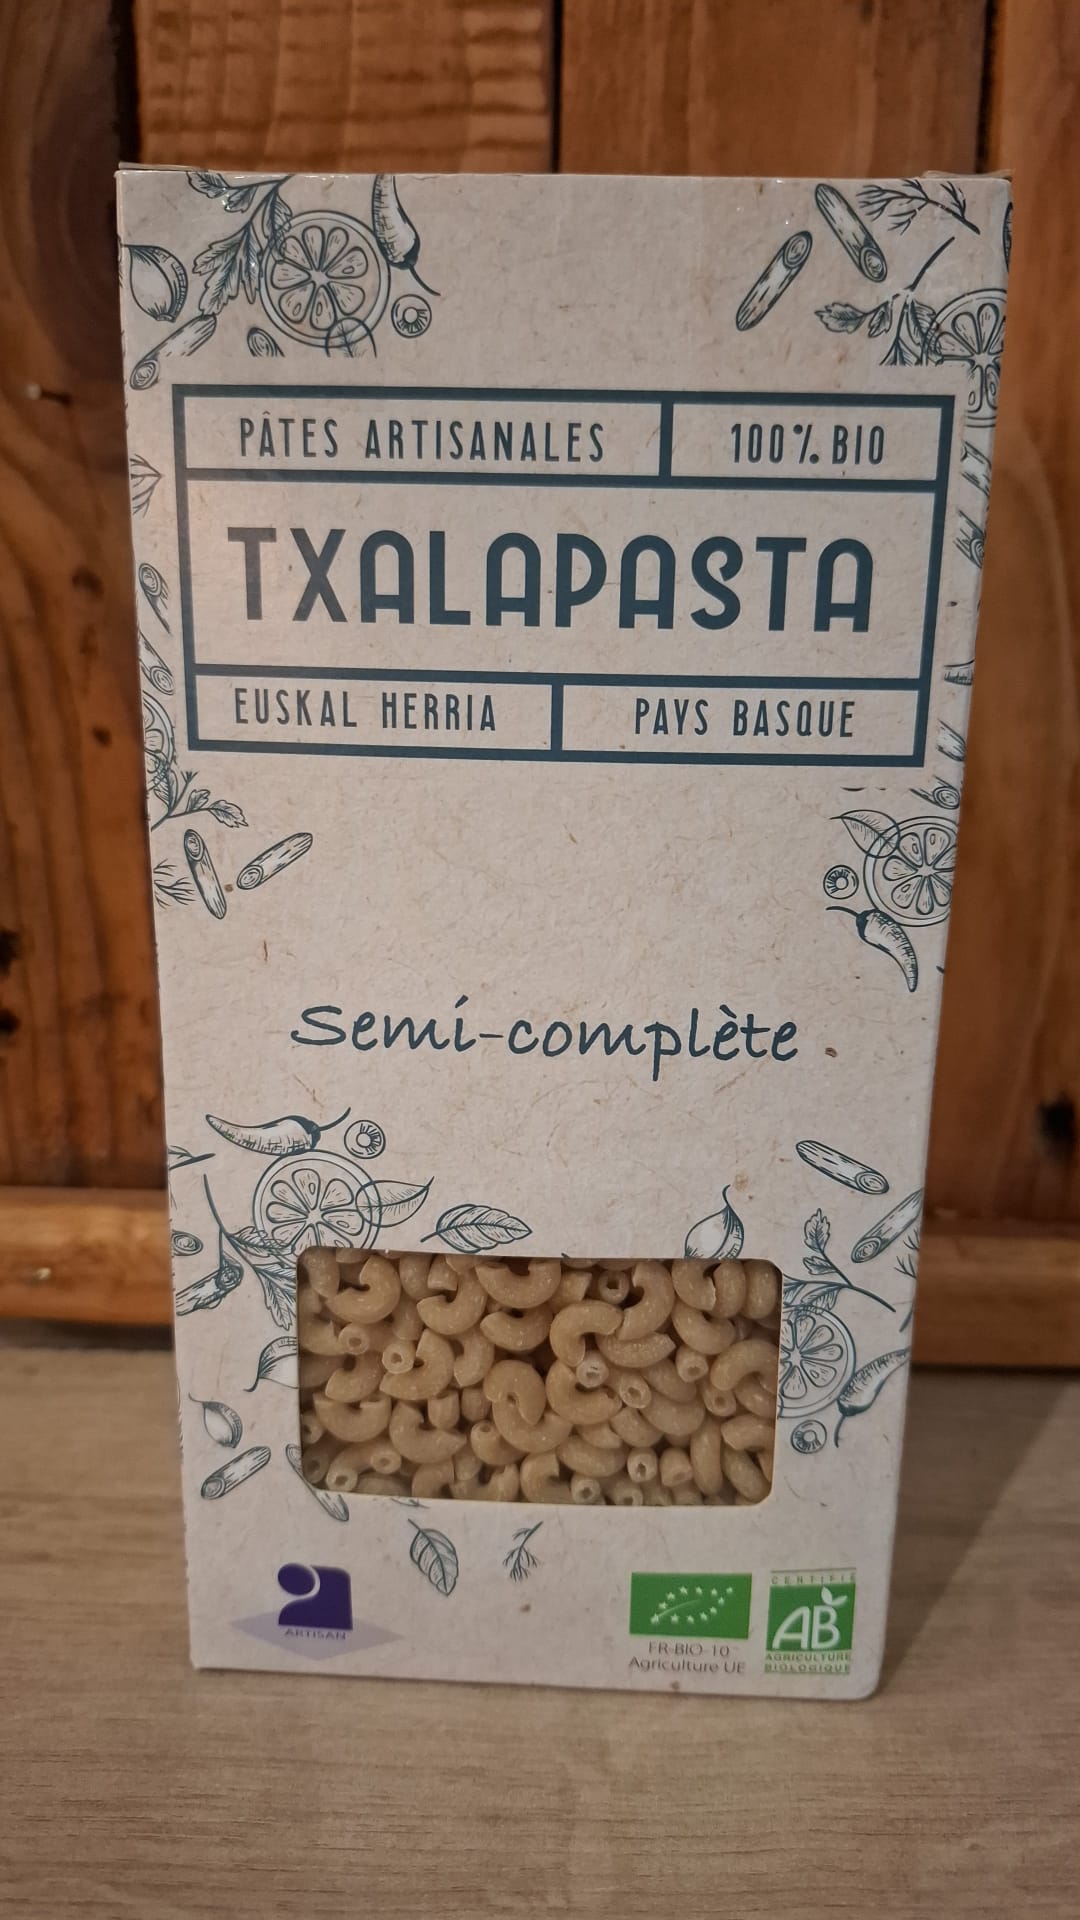 PÂTES ARTISANALES
100% BIO
TXALAPASTA
EUSKAL HERRIA
PAYS BASQUE
Semi-complète
ARTISAN
FR-BIO-10
Agriculture UE
CERTIFIÉ
AB
AGRICULTURE
BIOLOGIQUE